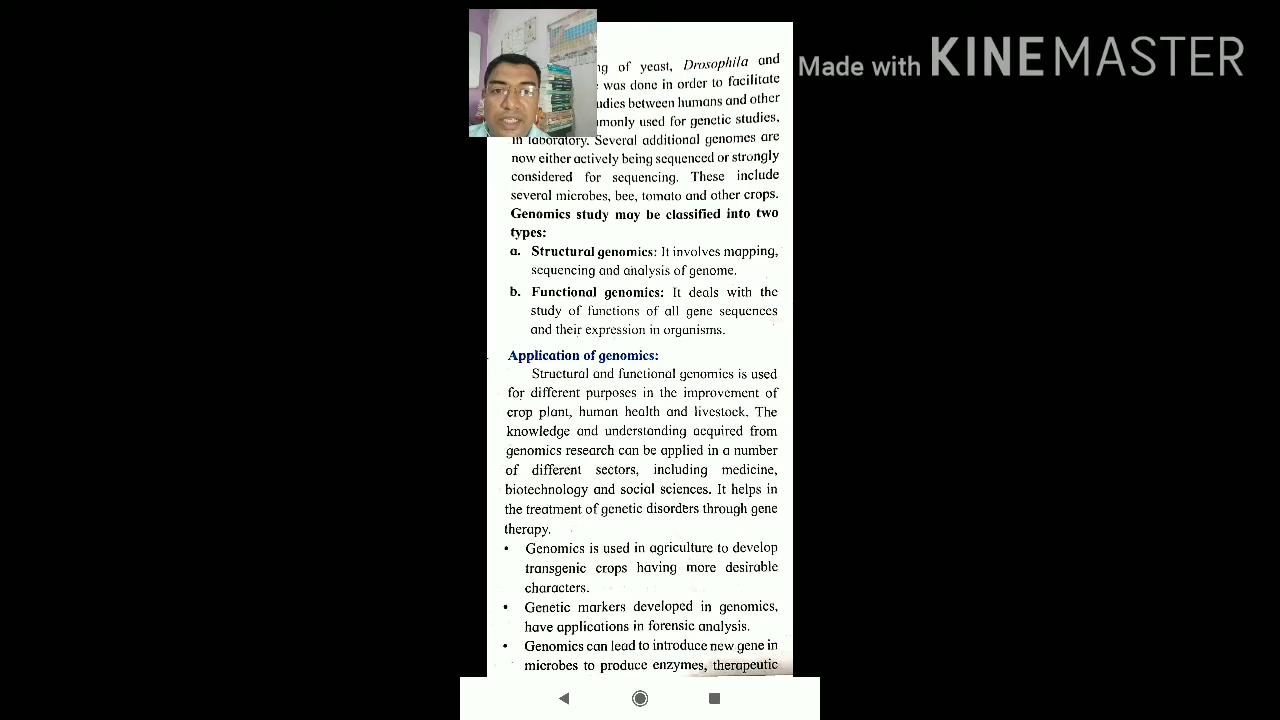 Made with KINEMASTER
ng of yeast, Drosophila and
was done in order to facilitate
udies between humans and other
monly used for genetic studies,
in laboratory. Several additional genomes are
now either actively being sequenced or strongly
considered for sequencing. These include
several microbes, bee, tomato and other crops.
Genomics study may be classified into two
types:
a. Structural genomics: It involves mapping,
sequencing and analysis of genome.
b. Functional genomics: It deals with the
study of functions of all gene sequences
and their expression in organisms.
Application of genomics:
Structural and functional genomics is used
for different purposes in the improvement of
crop plant, human health and livestock. The
knowledge and understanding acquired from
genomics research can be applied in a number
of different sectors, including medicine,
biotechnology and social sciences. It helps in
the treatment of genetic disorders through gene
therapy.
• Genomics is used in agriculture to develop
transgenic crops having more desirable
characters.
• Genetic markers developed in genomics,
have applications in forensic analysis.
• Genomics can lead to introduce new gene in
microbes to produce enzymes, therapeutic